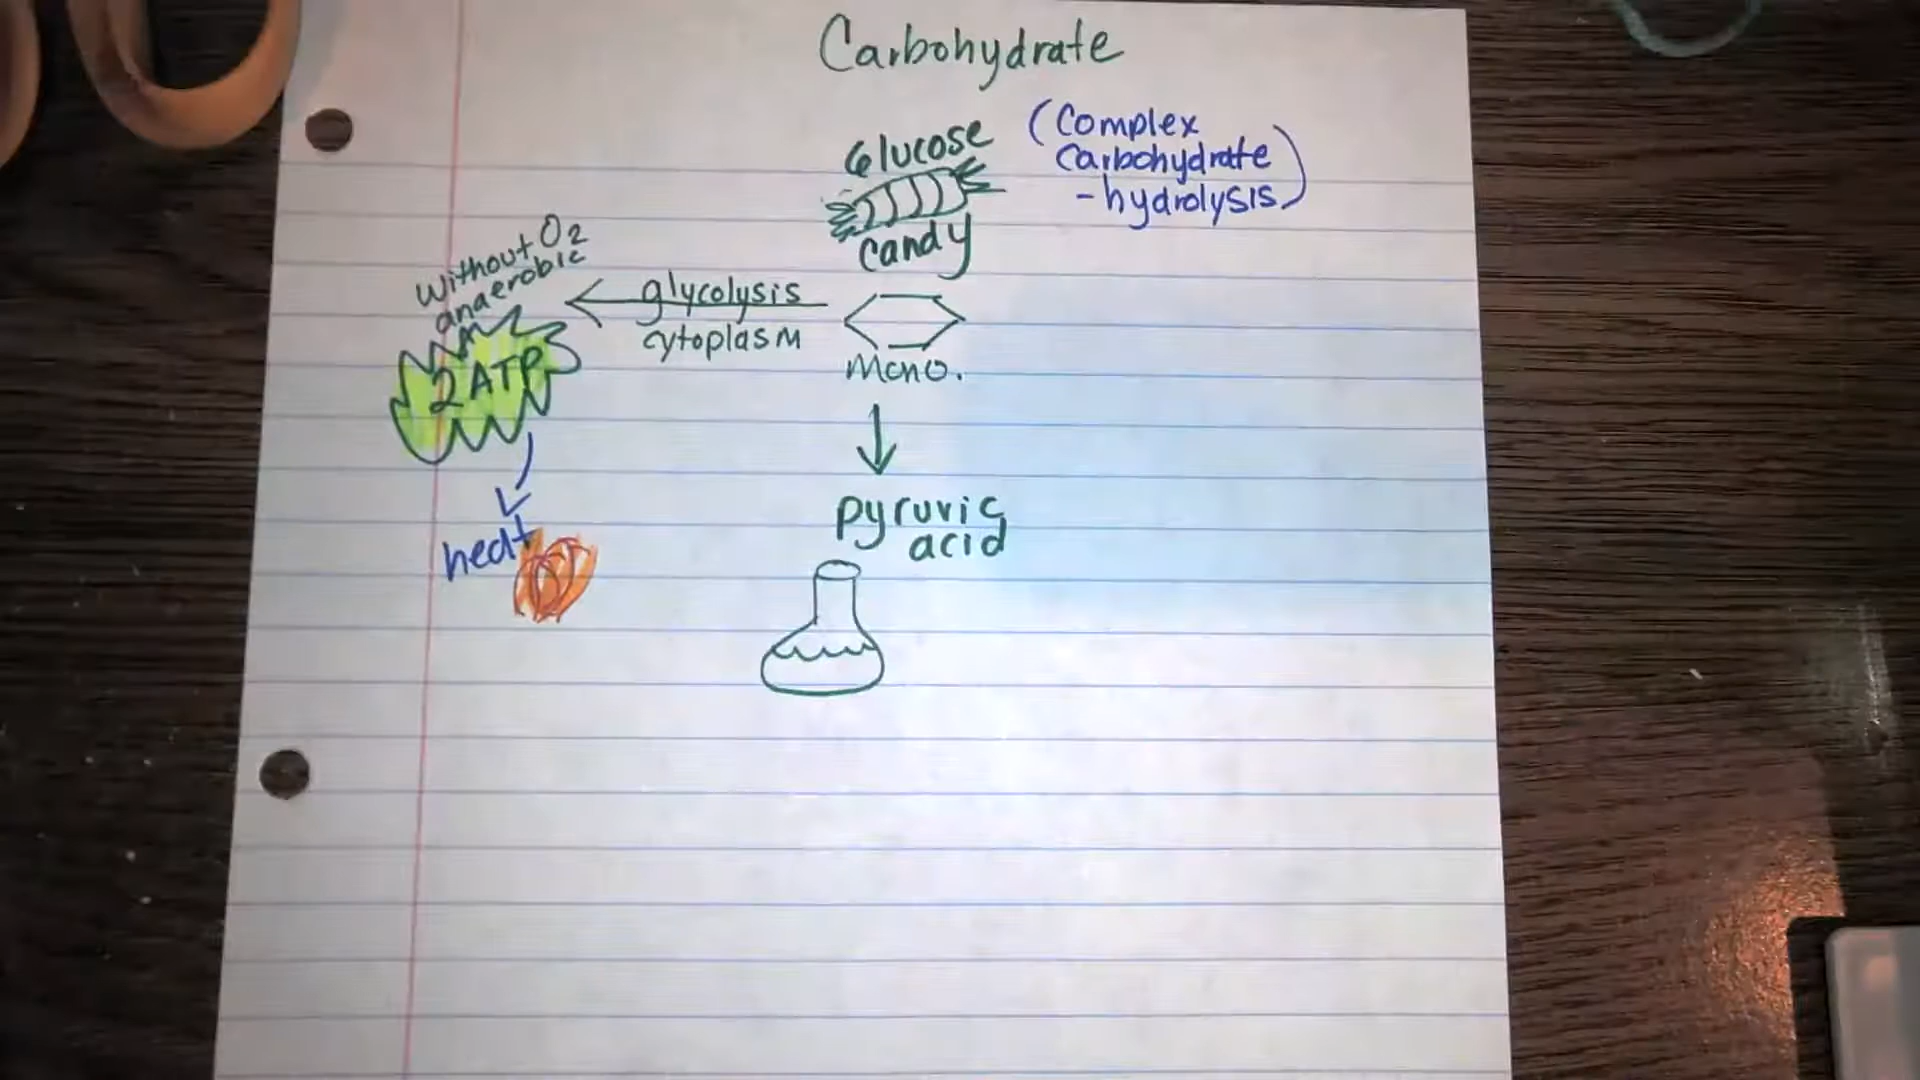 Carbohydrate
Glucose
candy
(Complex
Carbohydrate
-hydrolysis)
Without O2
anaerobic
glycolysis
cytoplasm
Mono.
2 ATP
heat
pyruvic
acid